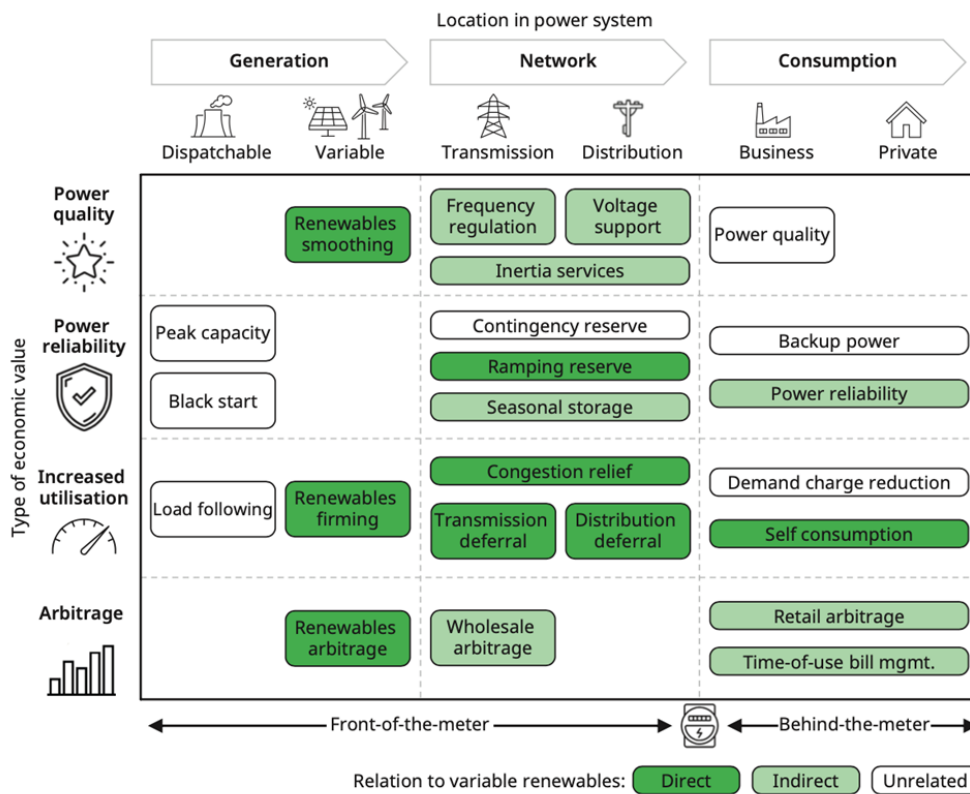 Location in power system
Generation
Network
Consumption
Dispatchable
Variable
Transmission
Distribution
Business
Private
Type of economic value
Power
quality
Renewables
smoothing
Frequency
regulation
Voltage
support
Inertia services
Power quality
Power
reliability
Peak capacity
Black start
Contingency reserve
Ramping reserve
Seasonal storage
Backup power
Power reliability
Increased
utilisation
Load following
Renewables
firming
Congestion relief
Transmission
deferral
Distribution
deferral
Demand charge reduction
Self consumption
Arbitrage
Renewables
arbitrage
Wholesale
arbitrage
Retail arbitrage
Time-of-use bill mgmt.
Front-of-the-meter
Behind-the-meter
Relation to variable renewables:
Direct
Indirect
Unrelated